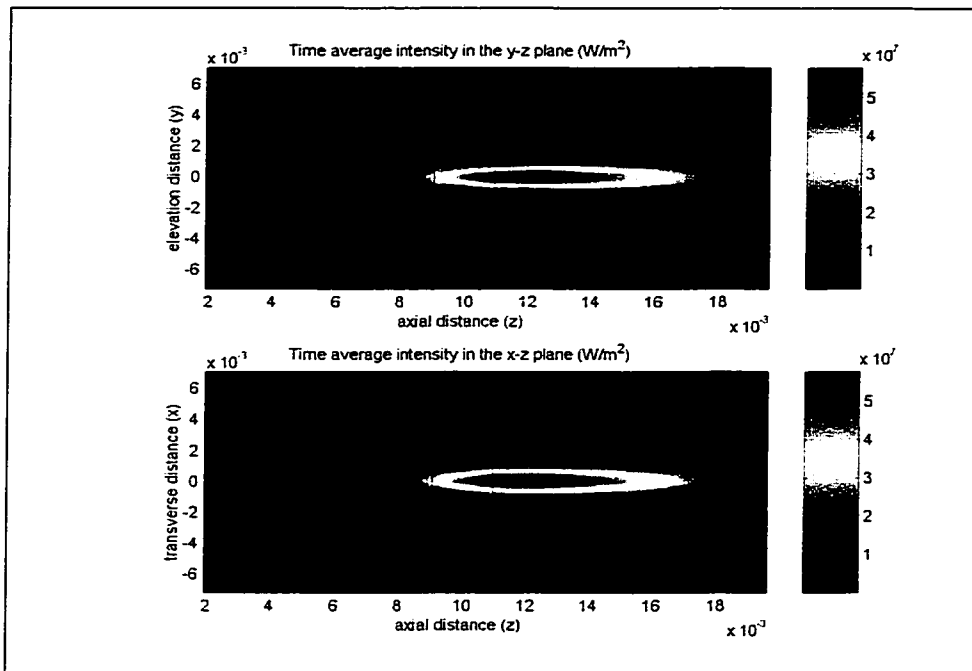 Time average intensity in the y-z plane (W/m²)
x 10⁻³
x 10⁷
6
4
2
0
-2
-4
-6
elevation distance (y)
2 4 6 8 10 12 14 16 18
x 10⁻³
axial distance (z)
5
4
3
2
1
Time average intensity in the x-z plane (W/m²)
x 10⁻³
x 10⁷
6
4
2
0
-2
-4
-6
transverse distance (x)
2 4 6 8 10 12 14 16 18
x 10⁻³
axial distance (z)
5
4
3
2
1